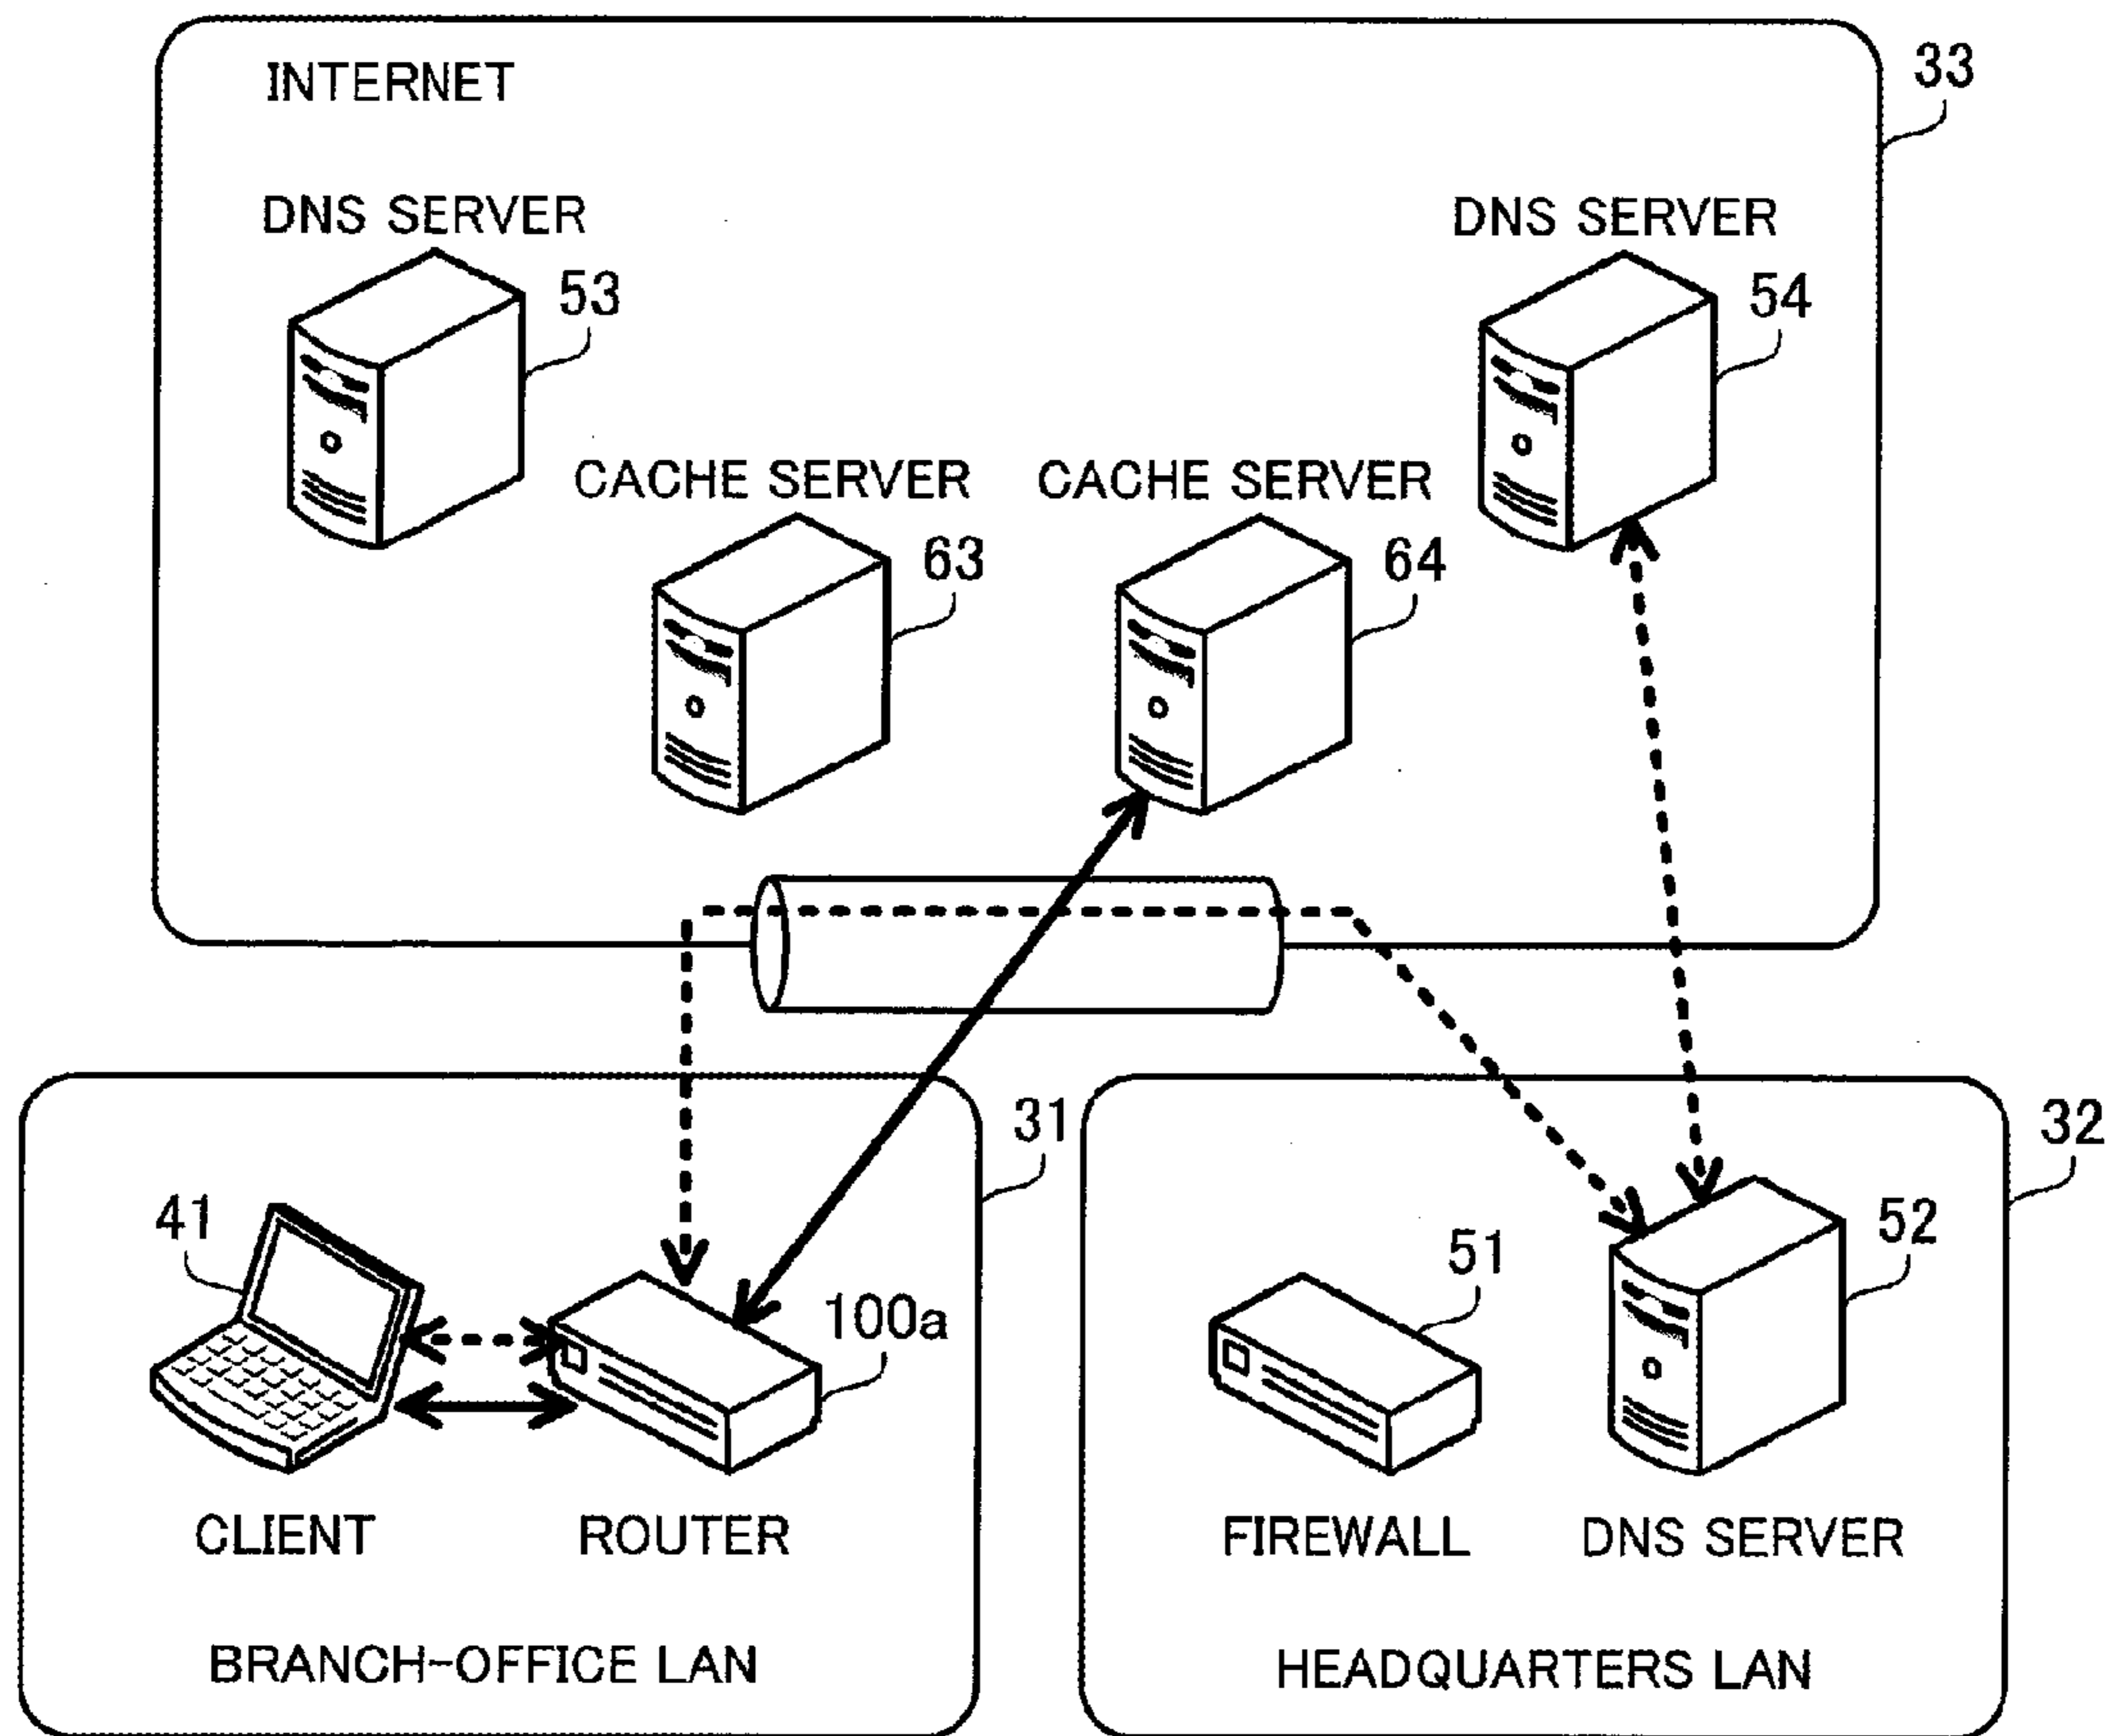 INTERNET
33
DNS SERVER
53
DNS SERVER
54
CACHE SERVER
63
CACHE SERVER
64
31
32
41
100a
51
52
CLIENT
ROUTER
FIREWALL
DNS SERVER
BRANCH-OFFICE LAN
HEADQUARTERS LAN